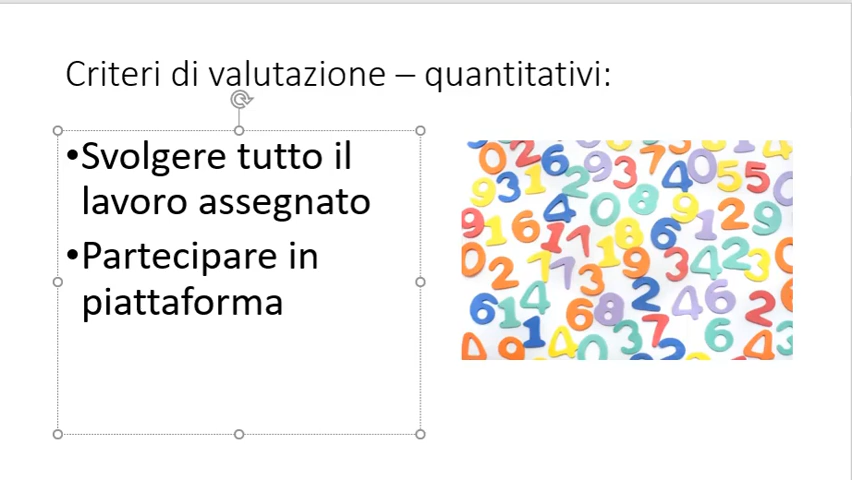 Criteri di valutazione – quantitativi:
•Svolgere tutto il
lavoro assegnato
•Partecipare in
piattaforma